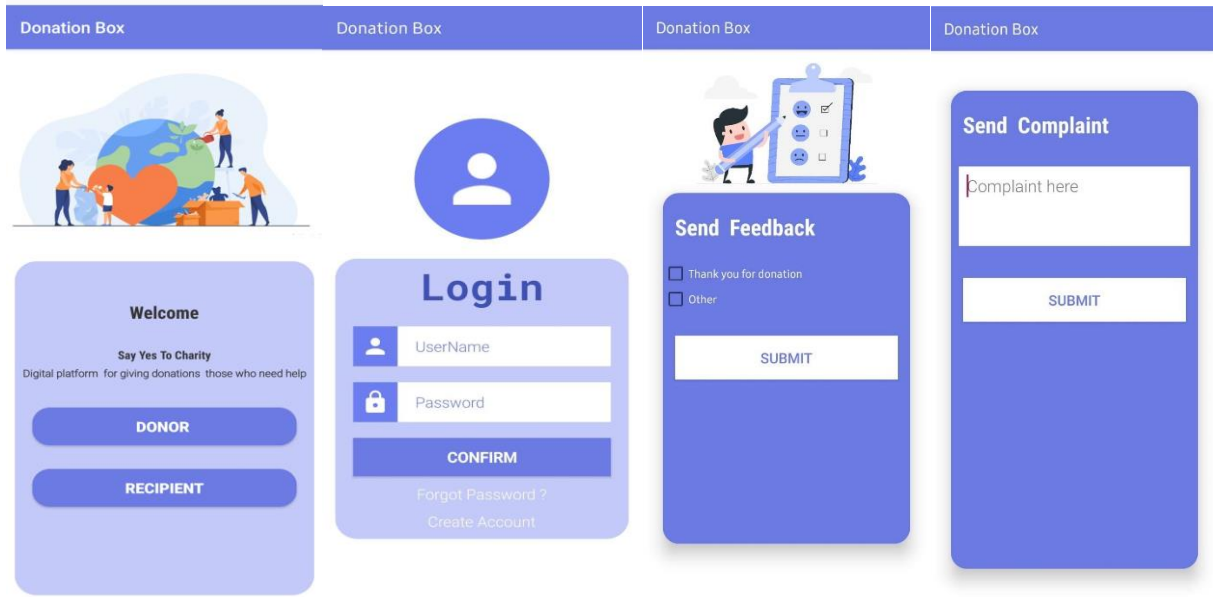 Donation Box
Welcome
Say Yes To Charity
Digital platform for giving donations those who need help
DONOR
RECIPIENT
Donation Box
Login
UserName
Password
CONFIRM
Forgot Password ?
Create Account
Donation Box
Send Feedback
Thank you for donation
Other
SUBMIT
Donation Box
Send Complaint
Complaint here
SUBMIT